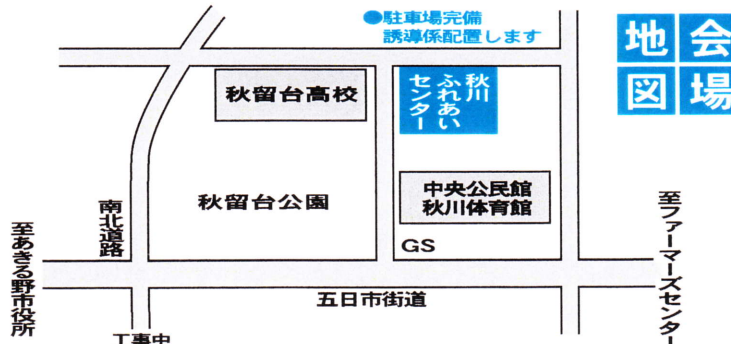 ●駐車場完備
誘導係配置します
会場
地図
秋留台高校
秋川
ふれあい
センター
秋留台公園
中央公民館
秋川体育館
GS
南北道路
至あきる野市役所
至ファーマーズセンター
五日市街道
工事中